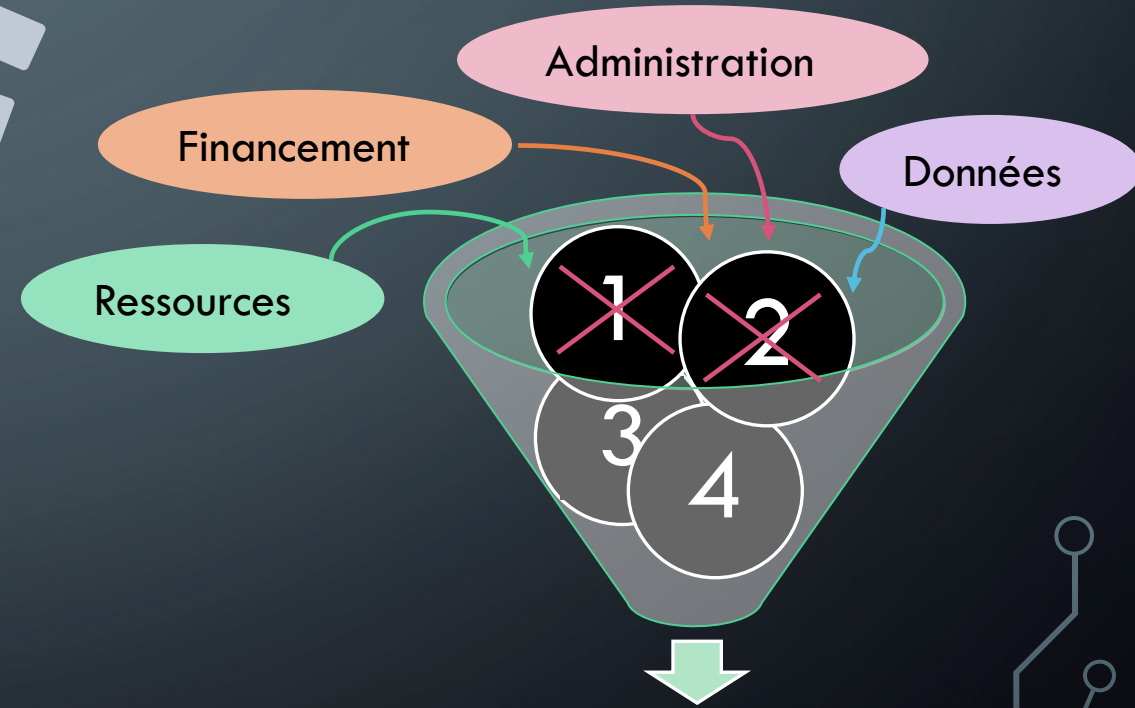 Administration
Financement
Données
Ressources
1
2
3
4